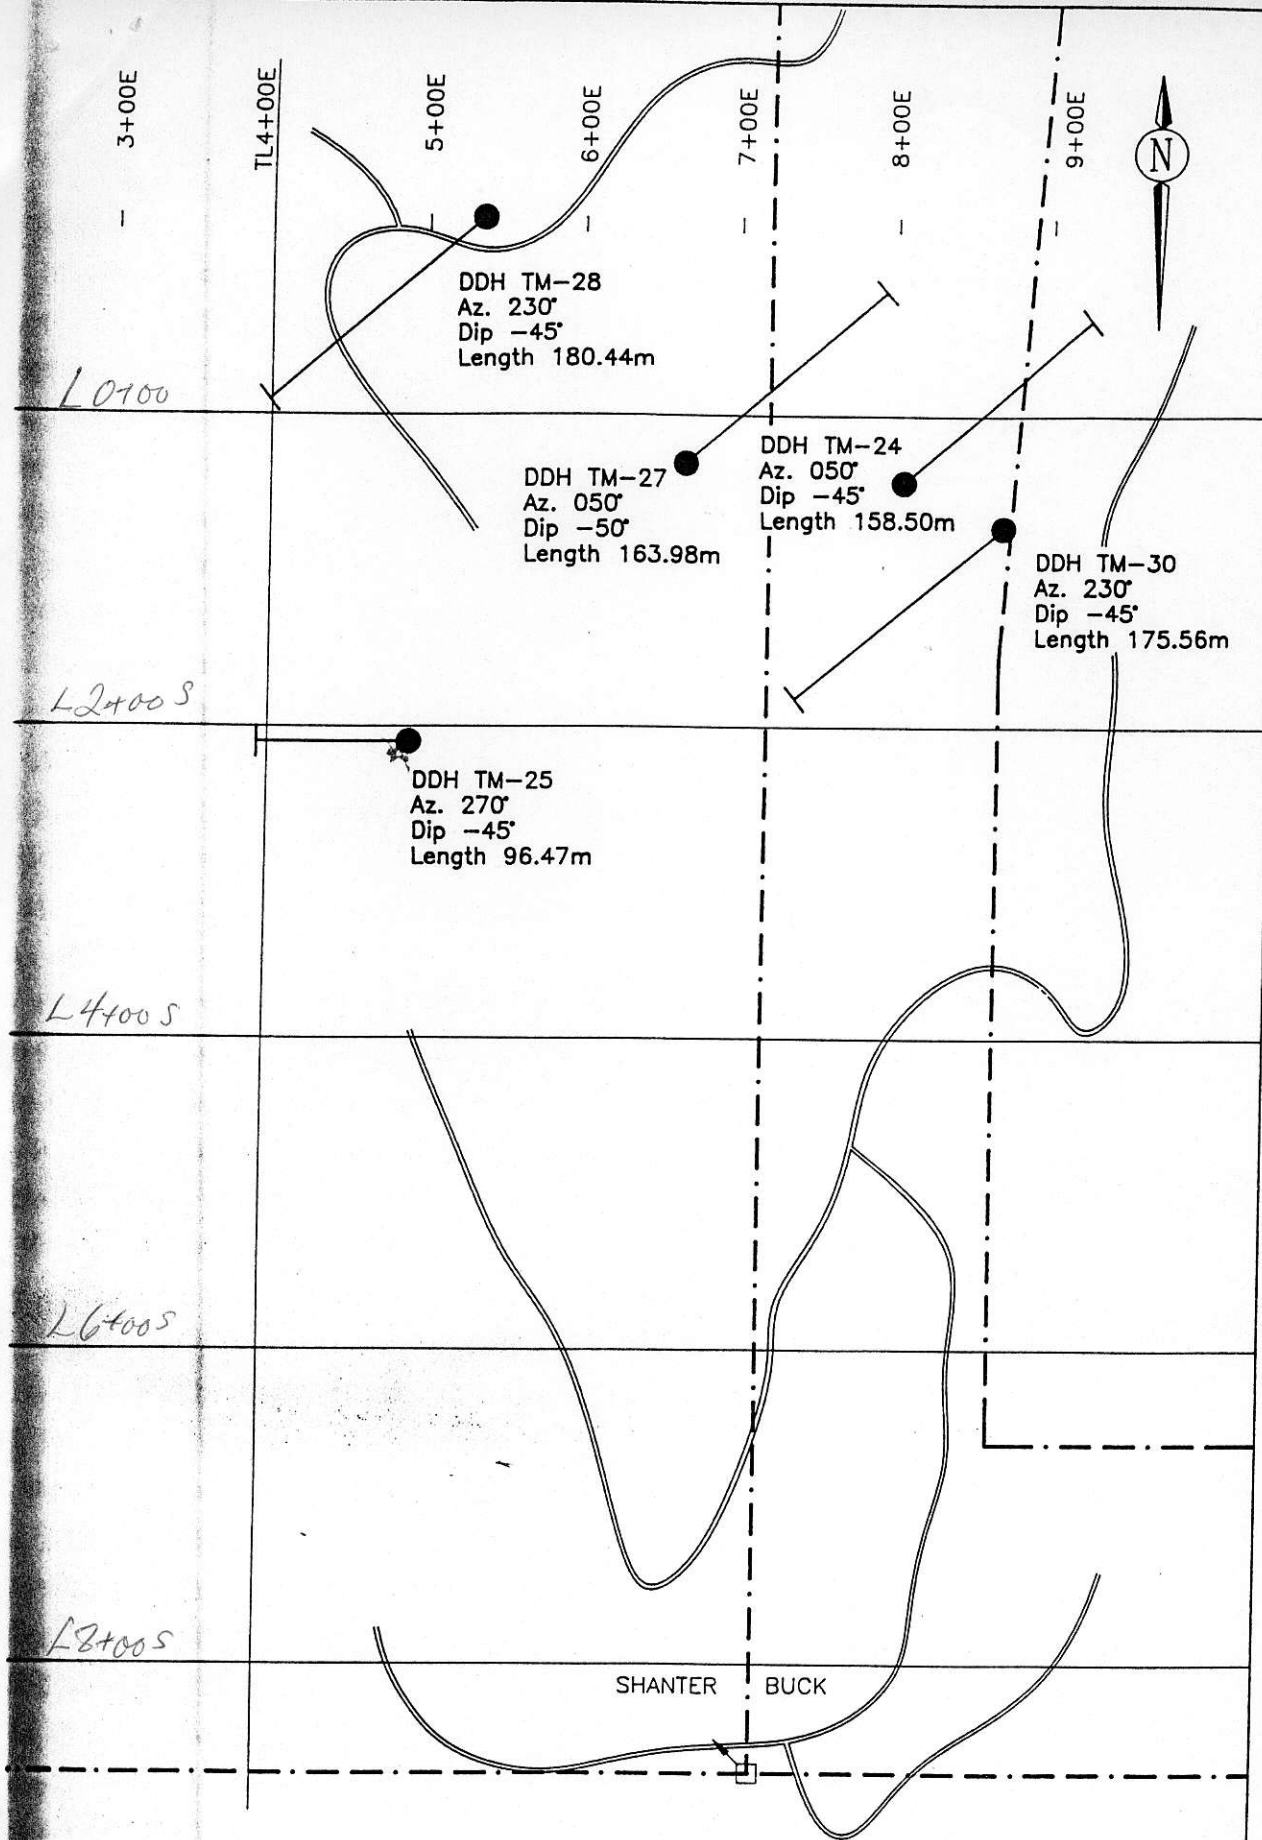 3+00E
TL4+00E
5+00E
6+00E
7+00E
8+00E
9+00E
N
DDH TM-28
Az. 230°
Dip -45°
Length 180.44m
L0+00
DDH TM-27
Az. 050°
Dip -50°
Length 163.98m
DDH TM-24
Az. 050°
Dip -45°
Length 158.50m
DDH TM-30
Az. 230°
Dip -45°
Length 175.56m
L2+00S
DDH TM-25
Az. 270°
Dip -45°
Length 96.47m
L4+00S
L6+00S
L8+00S
SHANTER
BUCK